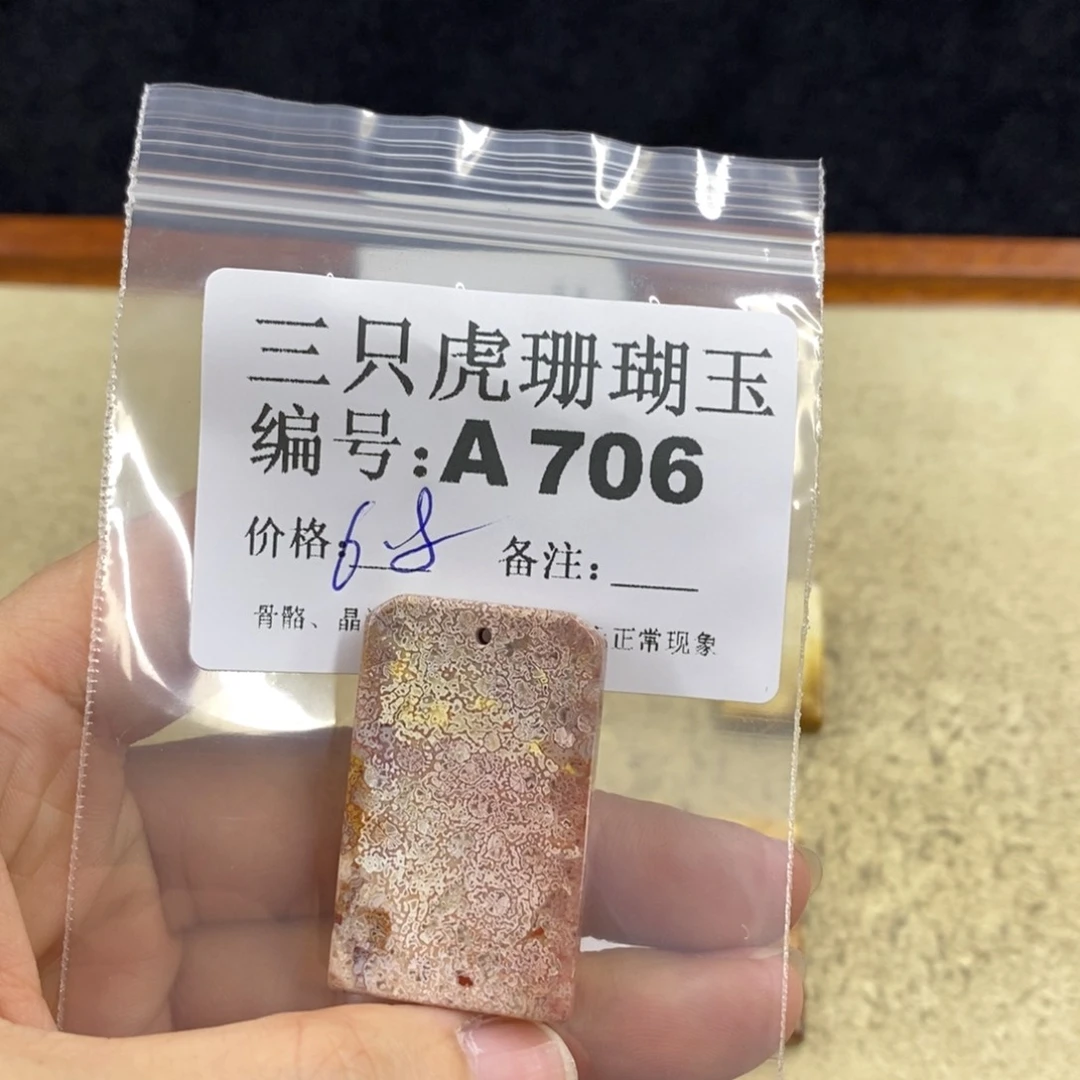 三只虎珊瑚玉
编号:A706
价格:68 备注:
骨骼、晶 正常现象